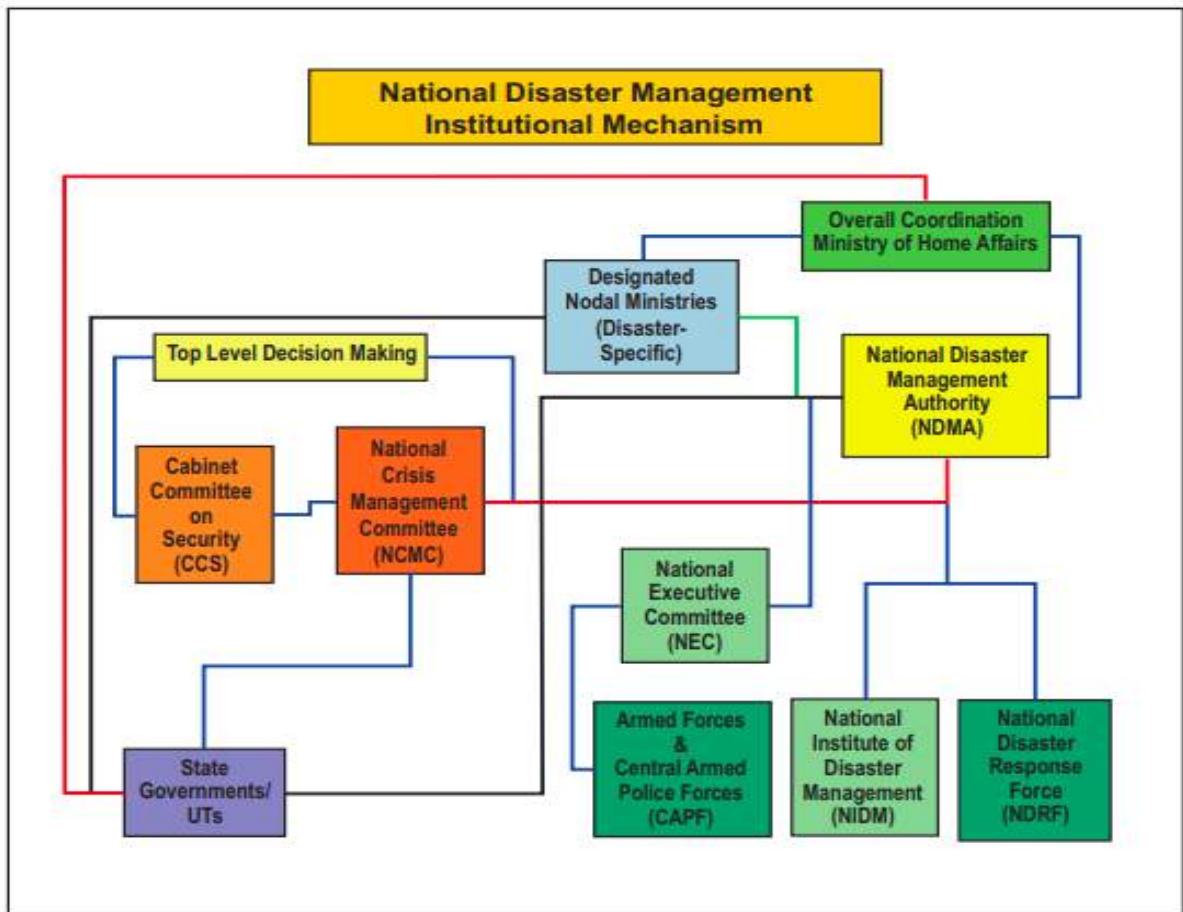 National Disaster Management
Institutional Mechanism
Overall Coordination
Ministry of Home Affairs
Designated
Nodal Ministries
(Disaster-
Specific)
Top Level Decision Making
National Disaster
Management
Authority
(NDMA)
Cabinet
Committee
on
Security
(CCS)
National
Crisis
Management
Committee
(NCMC)
National
Executive
Committee
(NEC)
State
Governments/
UTs
Armed Forces
&
Central Armed
Police Forces
(CAPF)
National
Institute of
Disaster
Management
(NIDM)
National
Disaster
Response
Force
(NDRF)